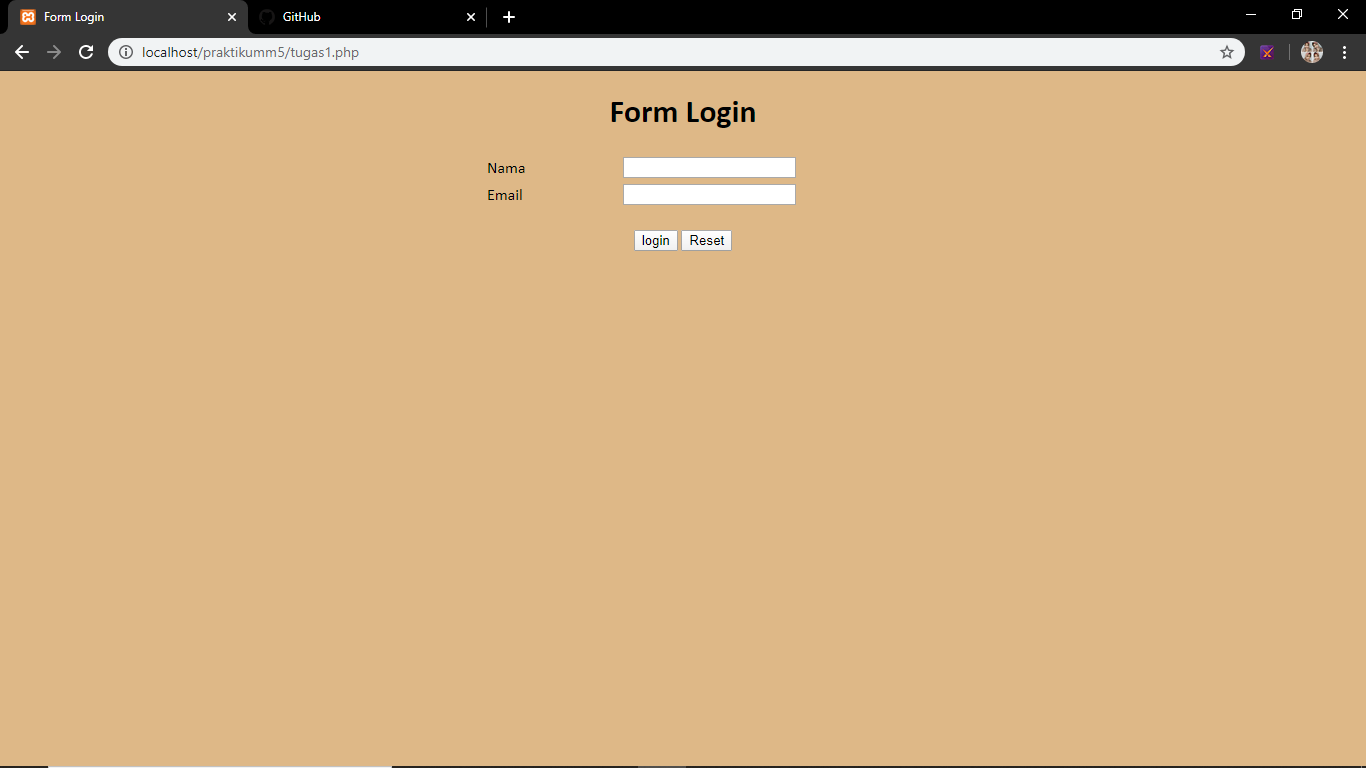 Form Login
GitHub
localhost/praktikumm5/tugas1.php
Form Login
Nama
Email
login Reset